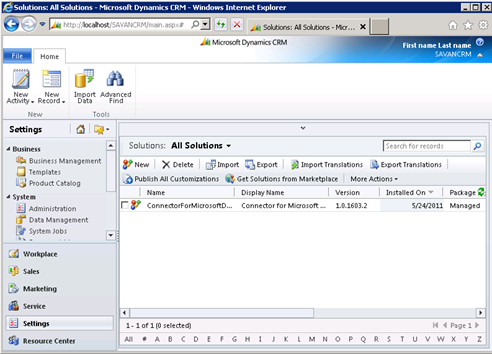 Solutions: All Solutions - Microsoft Dynamics CRM - Windows Internet Explorer
http://localhost/SAVANCRM/main.aspx#
Solutions: All Solutions - Micr...
Microsoft Dynamics CRM
First name Last name
SAVANCRM
File Home
New Activity New Record Import Data Advanced Find
New Tools
Settings
Solutions: All Solutions
Search for records
Business
Business Management
Templates
Product Catalog
System
Administration
Data Management
System Jobs
New Delete Import Export Import Translations Export Translations
Publish All Customizations Get Solutions from Marketplace More Actions
Name Display Name Version Installed On Package
ConnectorForMicrosoftD... Connector for Microsoft ... 1.0.1603.2 5/24/2011 Managed
Workplace
Sales
Marketing
Service
Settings
Resource Center
1 - 1 of 1 (0 selected) Page 1
All # A B C D E F G H I J K L M N O P Q R S T U V W X Y Z